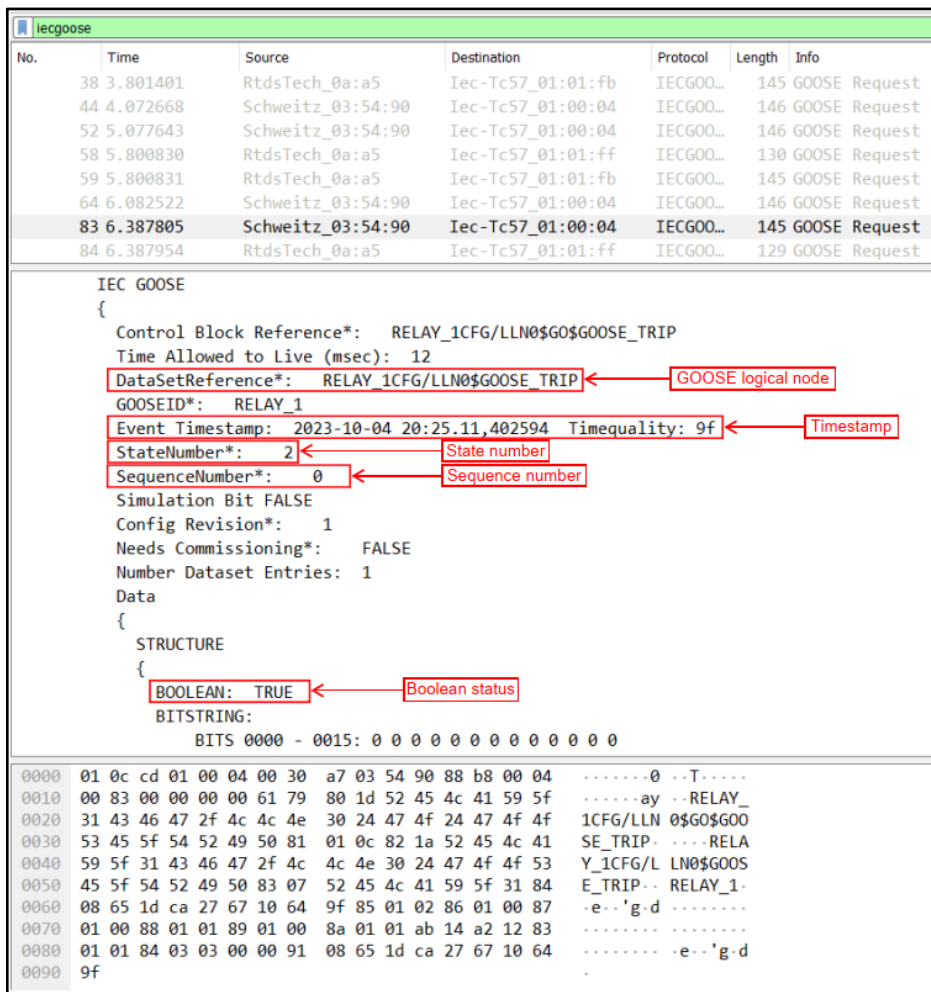 iecgoose
No. Time Source Destination Protocol Length Info
38 3.801401 RtdsTech_0a:a5 Iec-Tc57_01:01:fb IECGOO… 145 GOOSE Request
44 4.072668 Schweitz_03:54:90 Iec-Tc57_01:00:04 IECGOO… 146 GOOSE Request
52 5.077643 Schweitz_03:54:90 Iec-Tc57_01:00:04 IECGOO… 146 GOOSE Request
58 5.800830 RtdsTech_0a:a5 Iec-Tc57_01:01:ff IECGOO… 130 GOOSE Request
59 5.800831 RtdsTech_0a:a5 Iec-Tc57_01:01:fb IECGOO… 145 GOOSE Request
64 6.082522 Schweitz_03:54:90 Iec-Tc57_01:00:04 IECGOO… 146 GOOSE Request
83 6.387805 Schweitz_03:54:90 Iec-Tc57_01:00:04 IECGOO… 145 GOOSE Request
84 6.387954 RtdsTech_0a:a5 Iec-Tc57_01:01:ff IECGOO… 129 GOOSE Request
IEC GOOSE
{
Control Block Reference*: RELAY_1CFG/LLN0$GO$GOOSE_TRIP
Time Allowed to Live (msec): 12
DataSetReference*: RELAY_1CFG/LLN0$GOOSE_TRIP GOOSE logical node
GOOSEID*: RELAY_1
Event Timestamp: 2023-10-04 20:25.11,402594 Timequality: 9f Timestamp
StateNumber*: 2 State number
SequenceNumber*: 0 Sequence number
Simulation Bit FALSE
Config Revision*: 1
Needs Commissioning*: FALSE
Number Dataset Entries: 1
Data
{
STRUCTURE
{
BOOLEAN: TRUE Boolean status
BITSTRING:
BITS 0000 - 0015: 0 0 0 0 0 0 0 0 0 0 0 0 0
0000 01 0c cd 01 00 04 00 30 a7 03 54 90 88 b8 00 04 ·······0 ··T·····
0010 00 83 00 00 00 00 61 79 80 1d 52 45 4c 41 59 5f ······ay ··RELAY_
0020 31 43 46 47 2f 4c 4c 4e 30 24 47 4f 24 47 4f 4f 1CFG/LLN 0$GO$GOO
0030 53 45 5f 54 52 49 50 81 01 0c 82 1a 52 45 4c 41 SE_TRIP· ····RELA
0040 59 5f 31 43 46 47 2f 4c 4c 4e 30 24 47 4f 4f 53 Y_1CFG/L LN0$GOOS
0050 45 5f 54 52 49 50 83 07 52 45 4c 41 59 5f 31 84 E_TRIP·· RELAY_1·
0060 08 65 1d ca 27 67 10 64 9f 85 01 02 86 01 00 87 ·e··'g·d ········
0070 01 00 88 01 01 89 01 00 8a 01 01 ab 14 a2 12 83 ········ ········
0080 01 01 84 03 03 00 00 91 08 65 1d ca 27 67 10 64 ········ ·e··'g·d
0090 9f ·